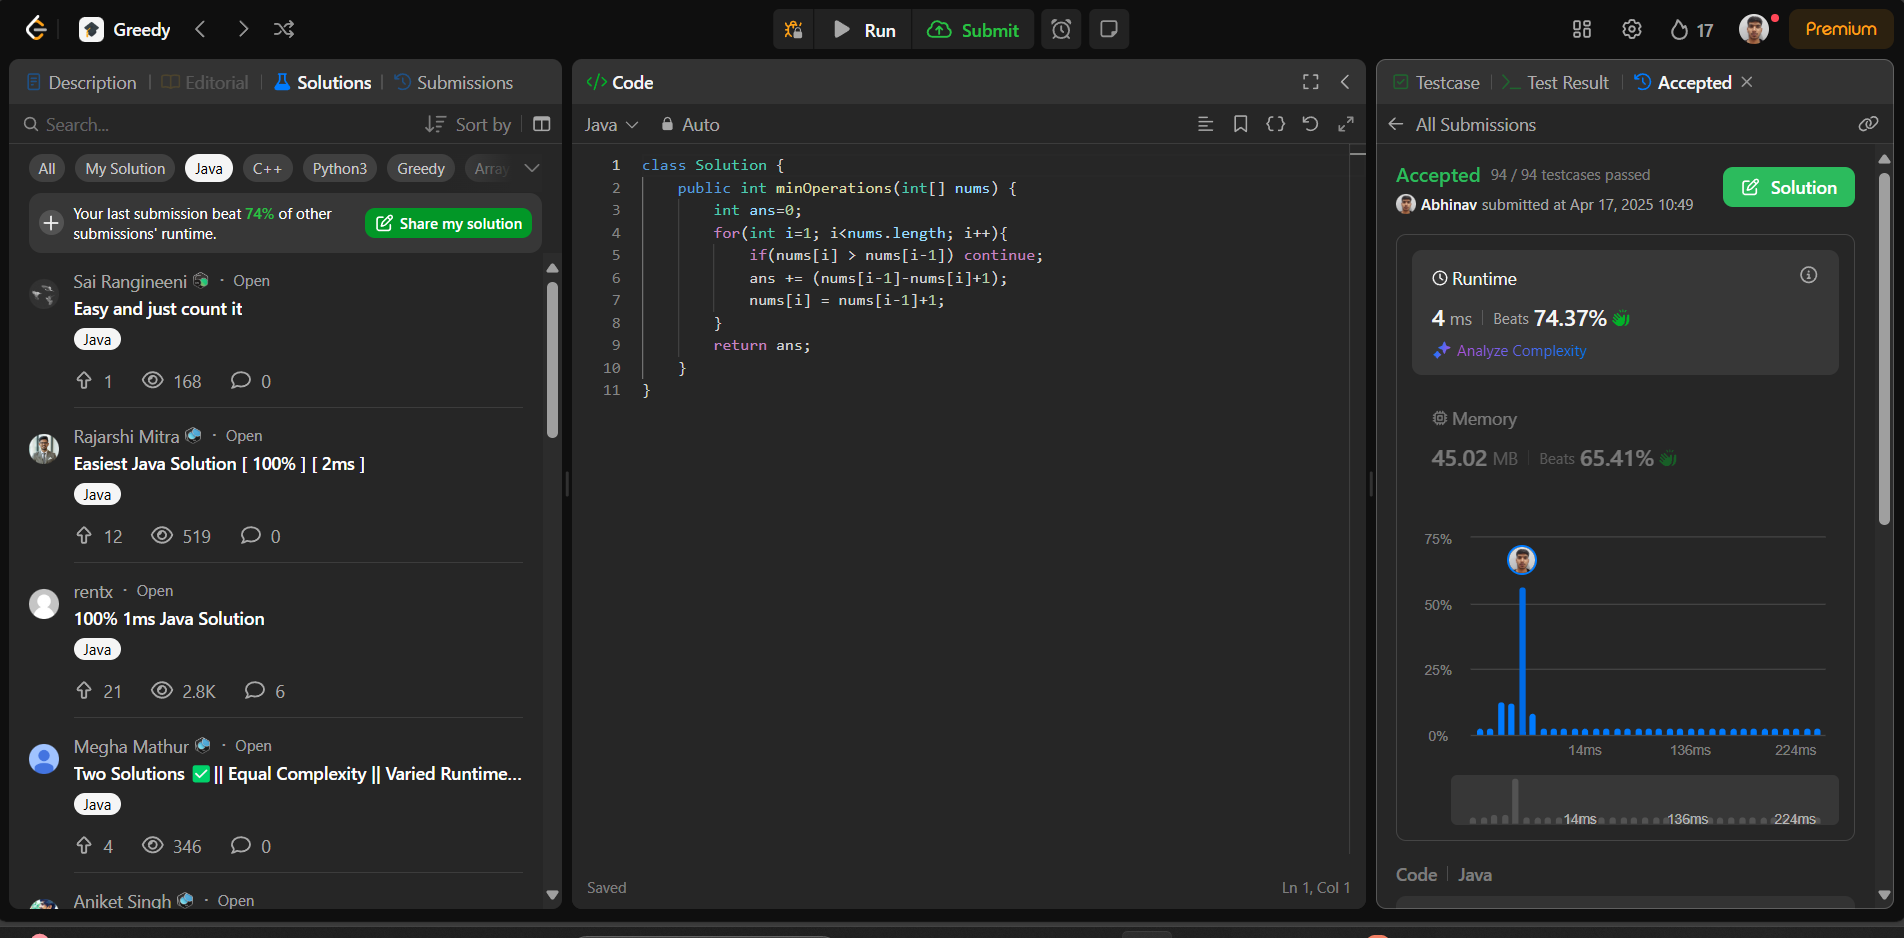 Greedy
Run
Submit
17
Premium
Description
Editorial
Solutions
Submissions
Search...
Sort by
All
My Solution
Java
C++
Python3
Greedy
Array
Your last submission beat 74% of other
submissions' runtime.
Share my solution
Sai Rangineeni · Open
Easy and just count it
Java
1 168 0
Rajarshi Mitra · Open
Easiest Java Solution [ 100% ] [ 2ms ]
Java
12 519 0
rentx · Open
100% 1ms Java Solution
Java
21 2.8K 6
Megha Mathur · Open
Two Solutions ✅|| Equal Complexity || Varied Runtime...
Java
4 346 0
Aniket Singh · Open
</> Code
Java
Auto
1 class Solution {
2 public int minOperations(int[] nums) {
3 int ans=0;
4 for(int i=1; i<nums.length; i++){
5 if(nums[i] > nums[i-1]) continue;
6 ans += (nums[i-1]-nums[i]+1);
7 nums[i] = nums[i-1]+1;
8 }
9 return ans;
10 }
11 }
Saved
Ln 1, Col 1
Testcase
Test Result
Accepted
All Submissions
Accepted 94 / 94 testcases passed
Abhinav submitted at Apr 17, 2025 10:49
Solution
Runtime
4 ms Beats 74.37%
Analyze Complexity
Memory
45.02 MB Beats 65.41%
75%
50%
25%
0%
14ms 136ms 224ms
14ms 136ms 224ms
Code Java